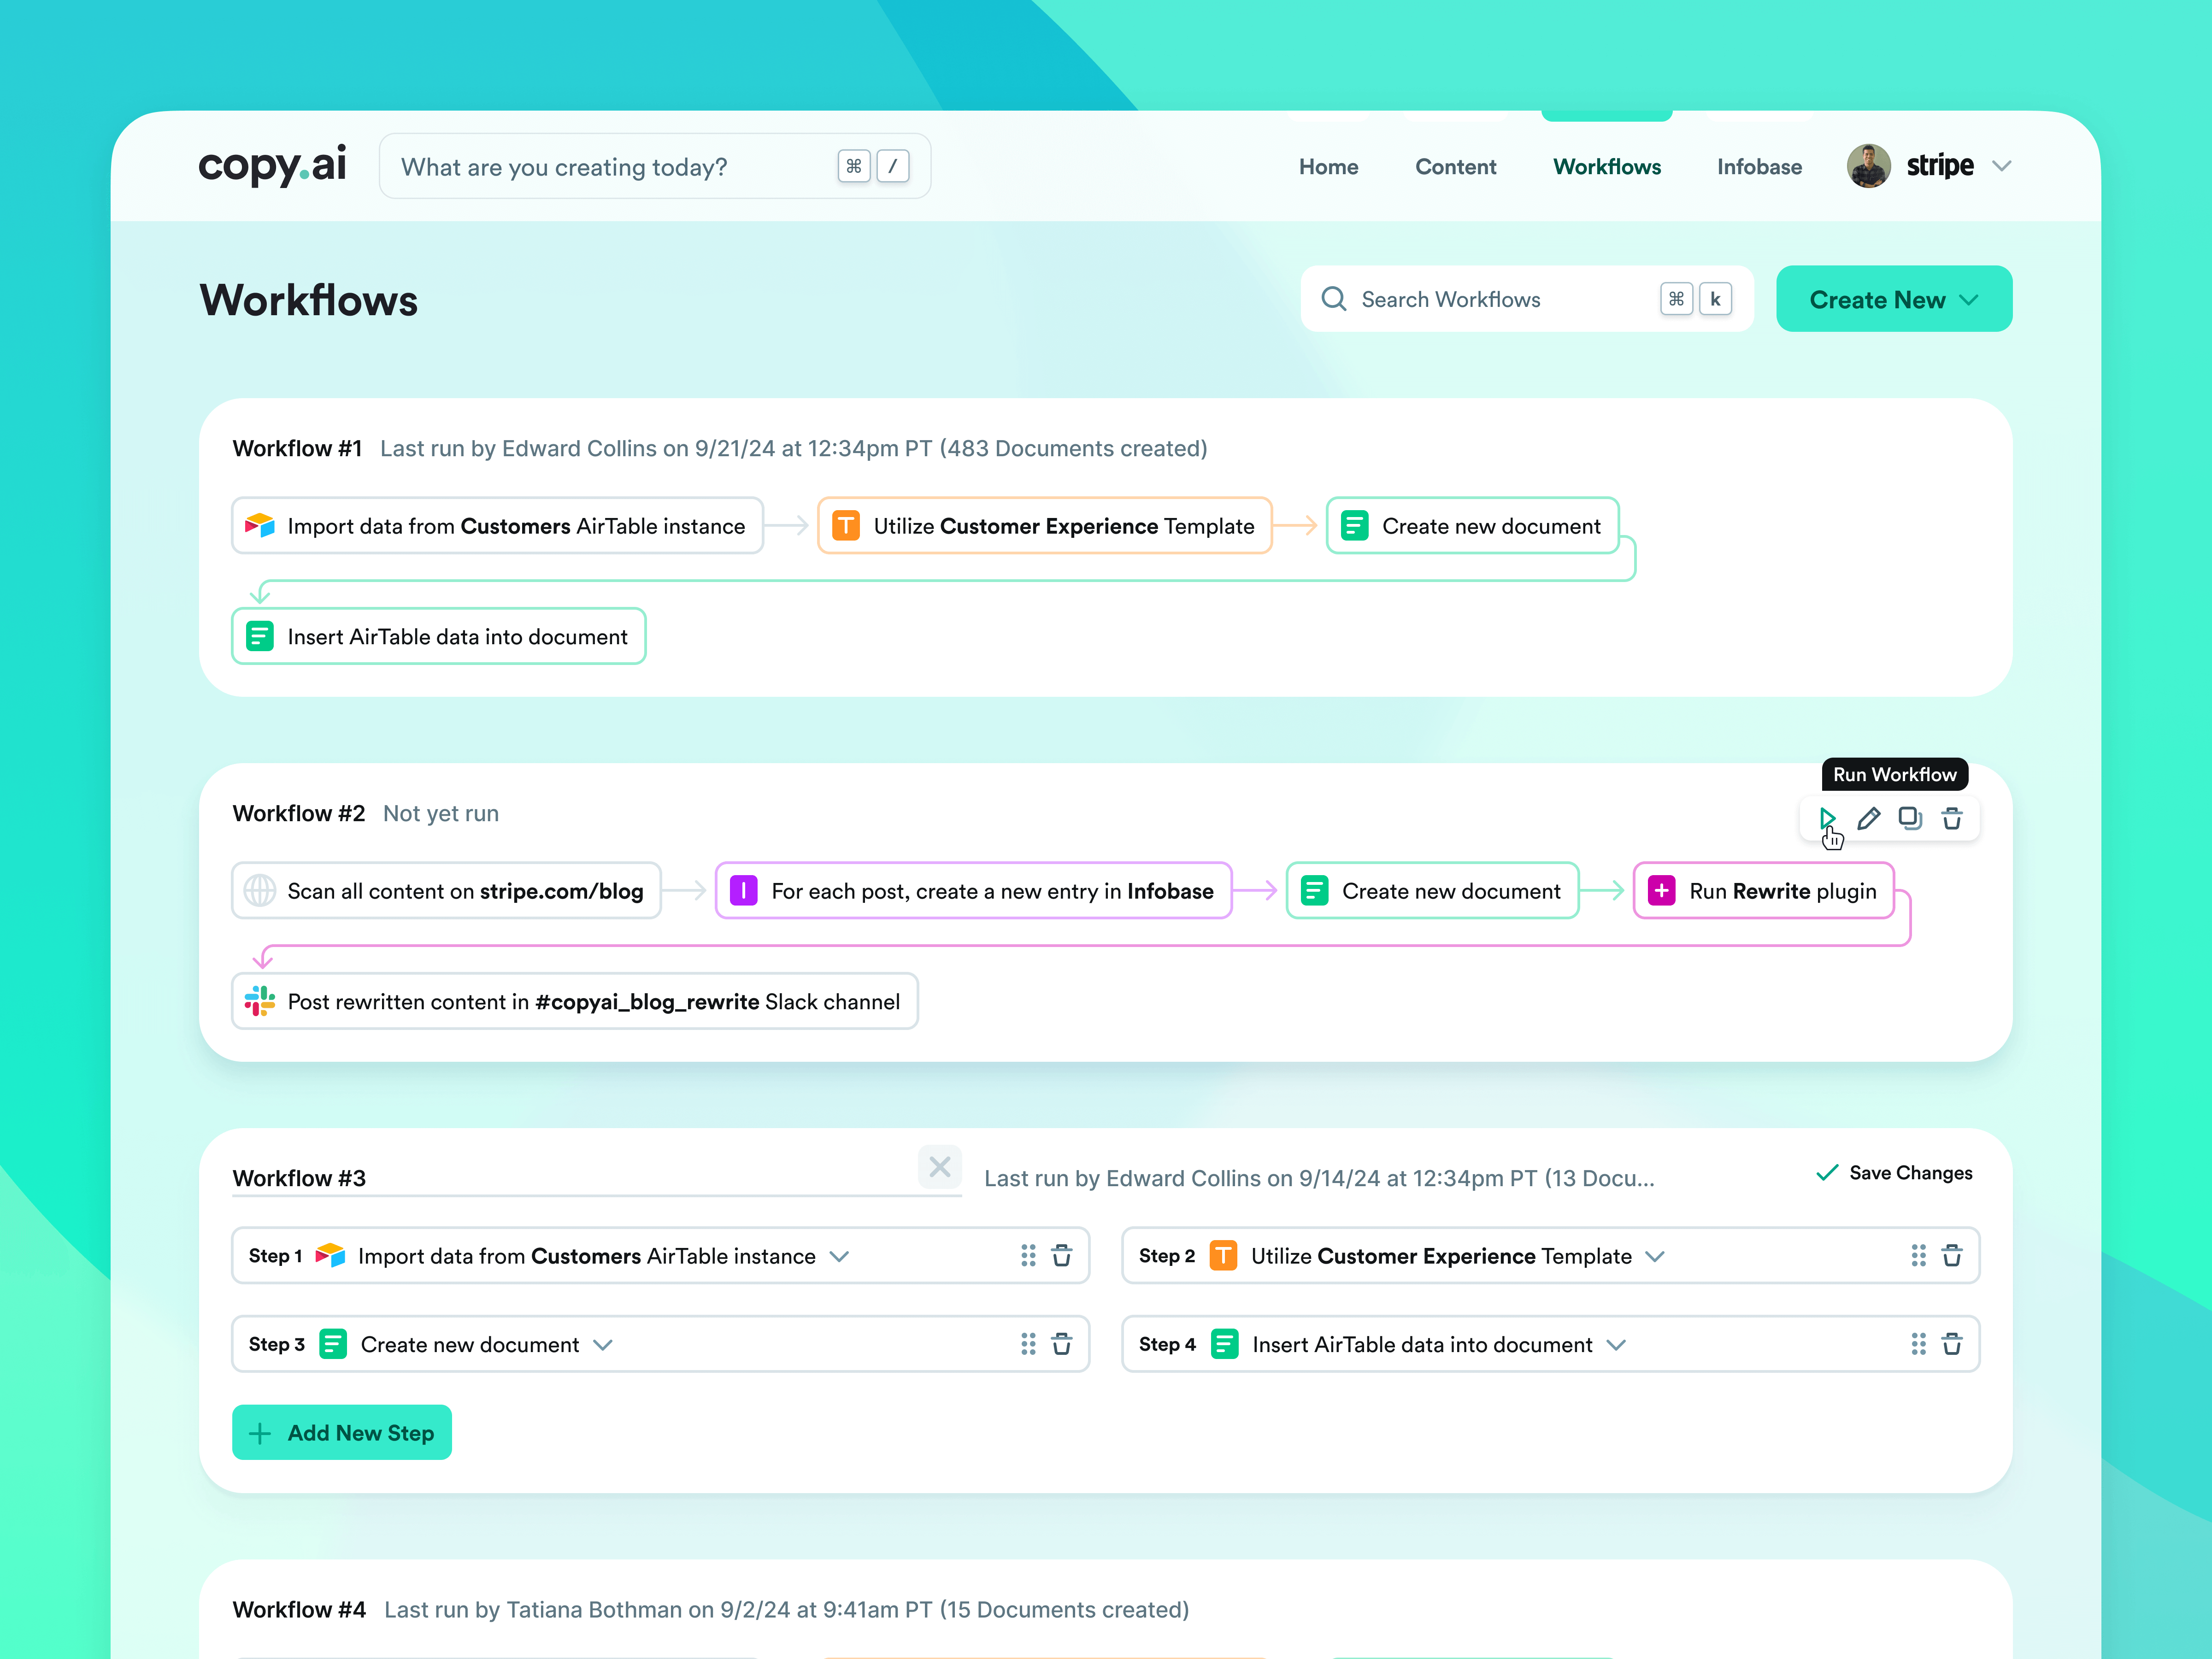 copy.ai
What are you creating today? ⌘ /
Home
Content
Workflows
Infobase
stripe
Workflows
Search Workflows ⌘ k
Create New
Workflow #1 Last run by Edward Collins on 9/21/24 at 12:34pm PT (483 Documents created)
Import data from Customers AirTable instance
T Utilize Customer Experience Template
Create new document
Insert AirTable data into document
Run Workflow
Workflow #2 Not yet run
Scan all content on stripe.com/blog
I For each post, create a new entry in Infobase
Create new document
Run Rewrite plugin
Post rewritten content in #copyai_blog_rewrite Slack channel
Workflow #3
Last run by Edward Collins on 9/14/24 at 12:34pm PT (13 Docu...
Save Changes
Step 1 Import data from Customers AirTable instance
Step 2 T Utilize Customer Experience Template
Step 3 Create new document
Step 4 Insert AirTable data into document
Add New Step
Workflow #4 Last run by Tatiana Bothman on 9/2/24 at 9:41am PT (15 Documents created)